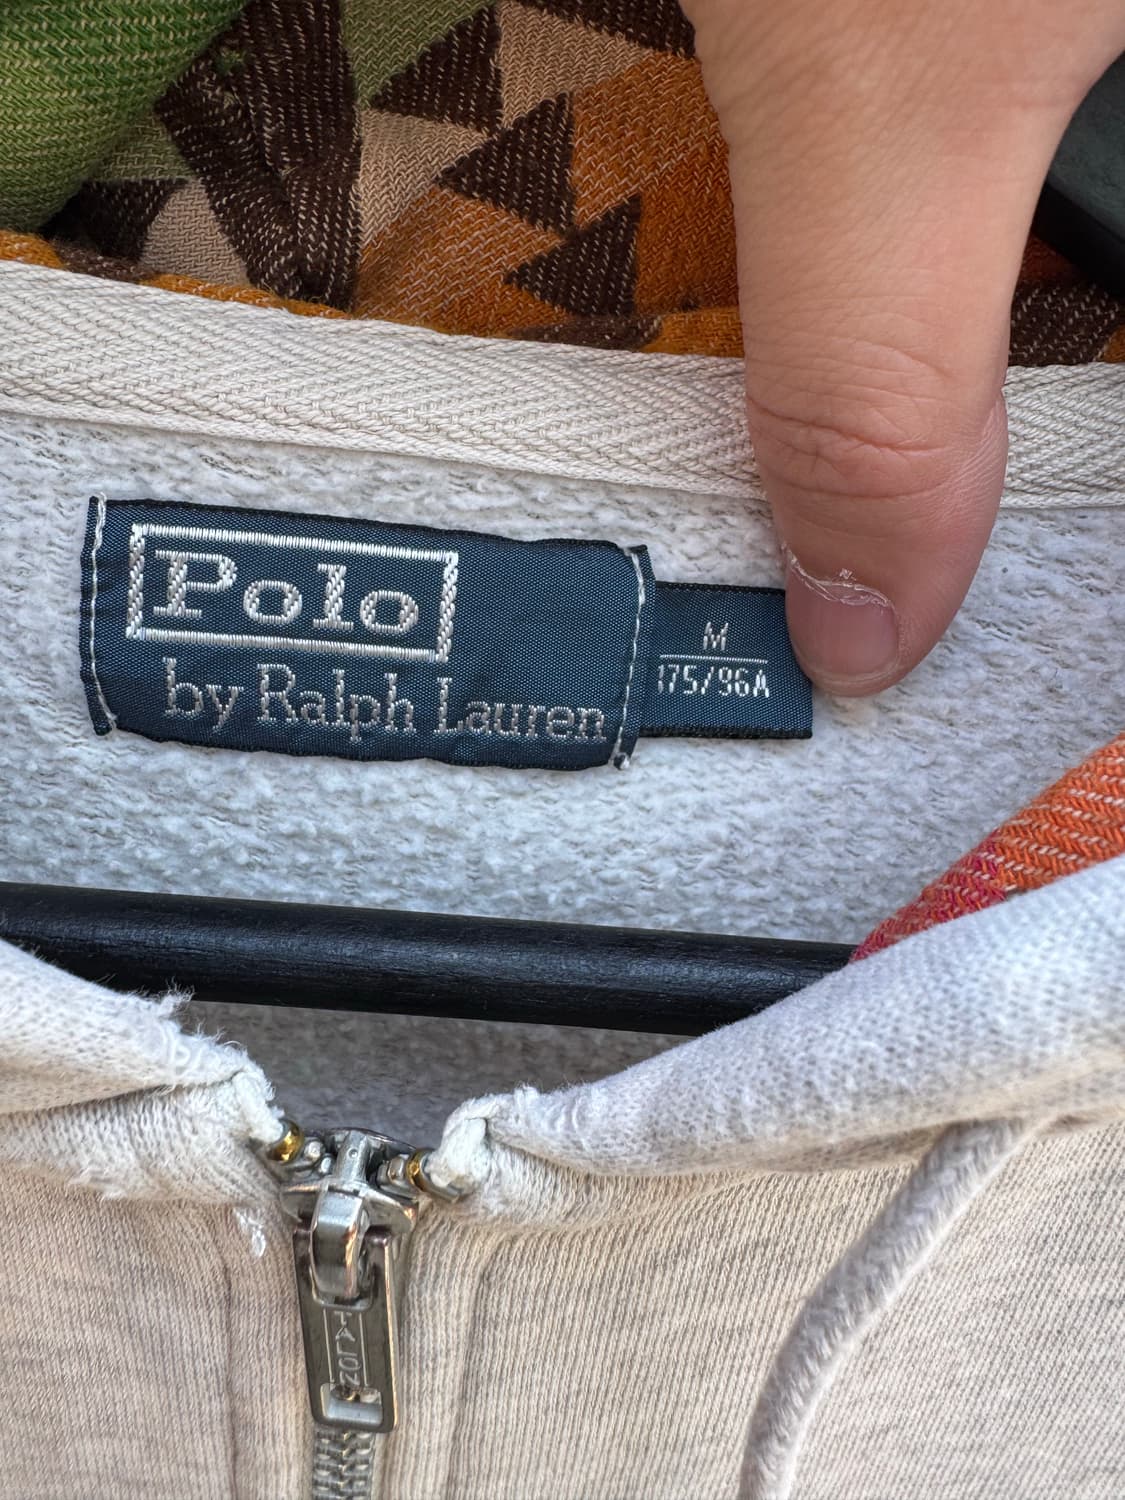 Polo
by Ralph Lauren
M
175/96A
TALON